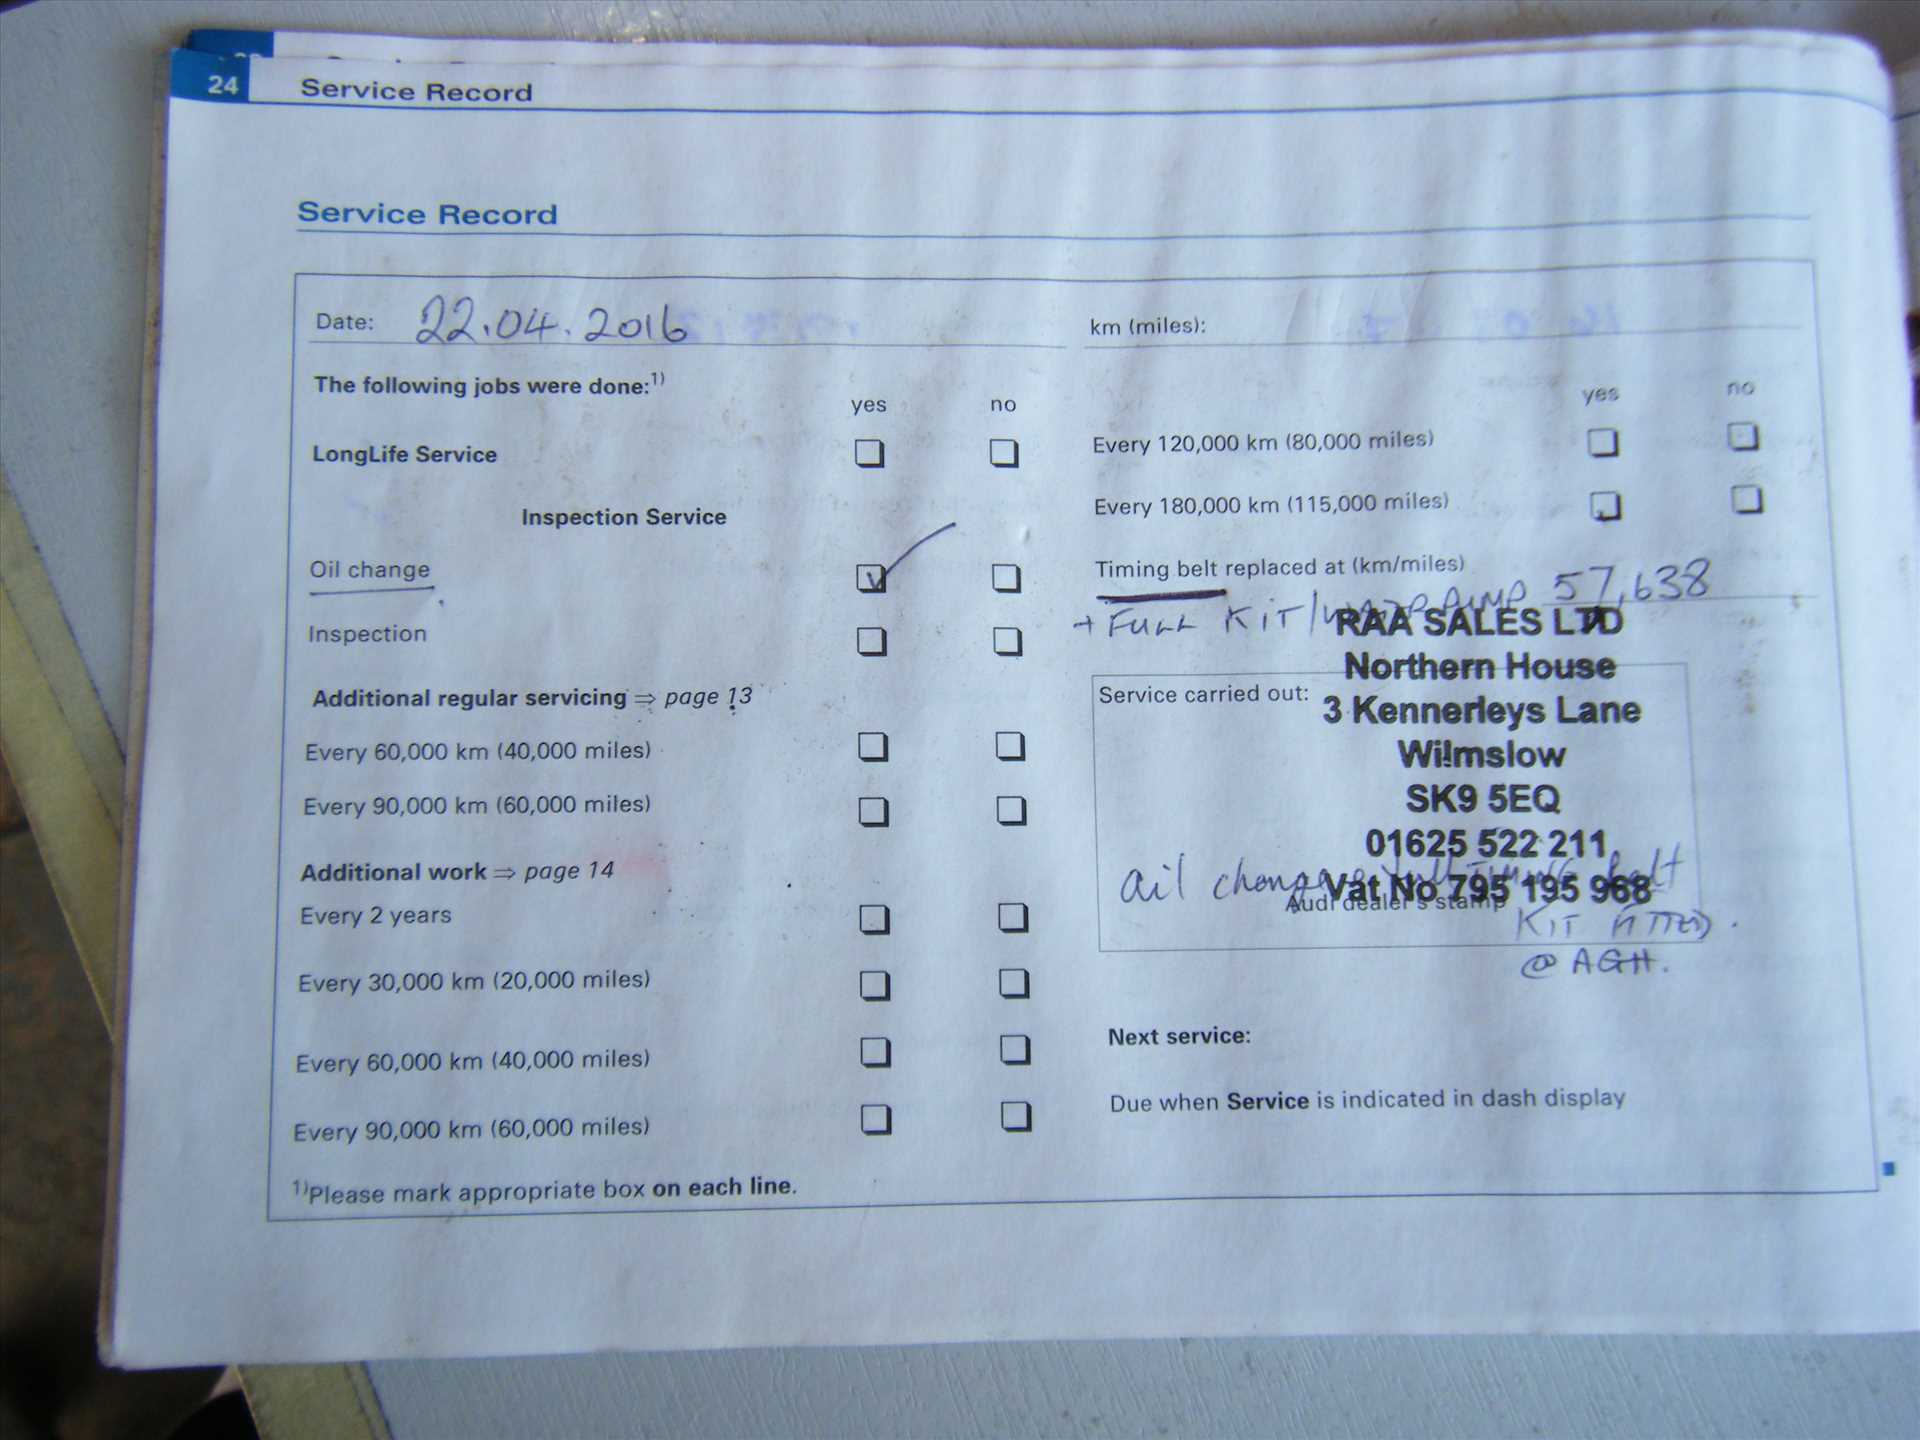 24 Service Record
Service Record
Date: 22.04.2016
km (miles):
The following jobs were done:1)
yes no
LongLife Service
Inspection Service
Oil change
Inspection
Additional regular servicing ⇒ page 13
Every 60,000 km (40,000 miles)
Every 90,000 km (60,000 miles)
Additional work ⇒ page 14
Every 2 years
Every 30,000 km (20,000 miles)
Every 60,000 km (40,000 miles)
Every 90,000 km (60,000 miles)
1)Please mark appropriate box on each line.
yes no
Every 120,000 km (80,000 miles)
Every 180,000 km (115,000 miles)
Timing belt replaced at (km/miles)
57,638
+ FULL KIT/
RAA SALES LTD
Northern House
Service carried out:
3 Kennerleys Lane
Wilmslow
SK9 5EQ
01625 522 211
oil change full TIMING belt
Vat No 795 195 968
Audi dealer's stamp
KIT FITTED.
@ AGH.
Next service:
Due when Service is indicated in dash display